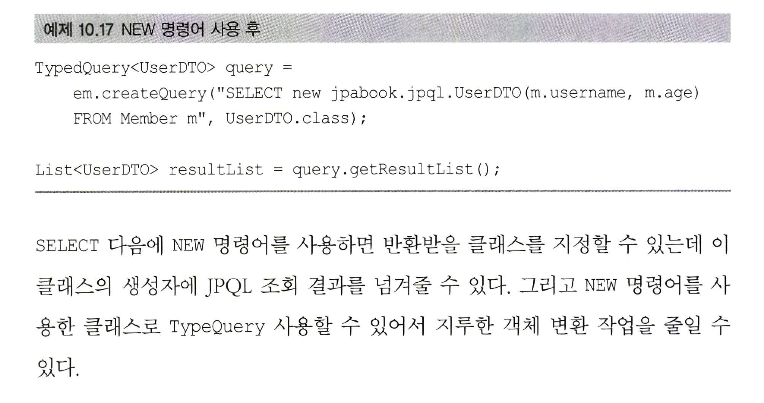 예제 10.17 NEW 명령어 사용 후
TypedQuery<UserDTO> query =
em.createQuery("SELECT new jpabook.jpql.UserDTO(m.username, m.age)
FROM Member m", UserDTO.class);
List<UserDTO> resultList = query.getResultList();
SELECT 다음에 NEW 명령어를 사용하면 반환받을 클래스를 지정할 수 있는데 이
클래스의 생성자에 JPQL 조회 결과를 넘겨줄 수 있다. 그리고 NEW 명령어를 사
용한 클래스로 TypeQuery 사용할 수 있어서 지루한 객체 변환 작업을 줄일 수
있다.